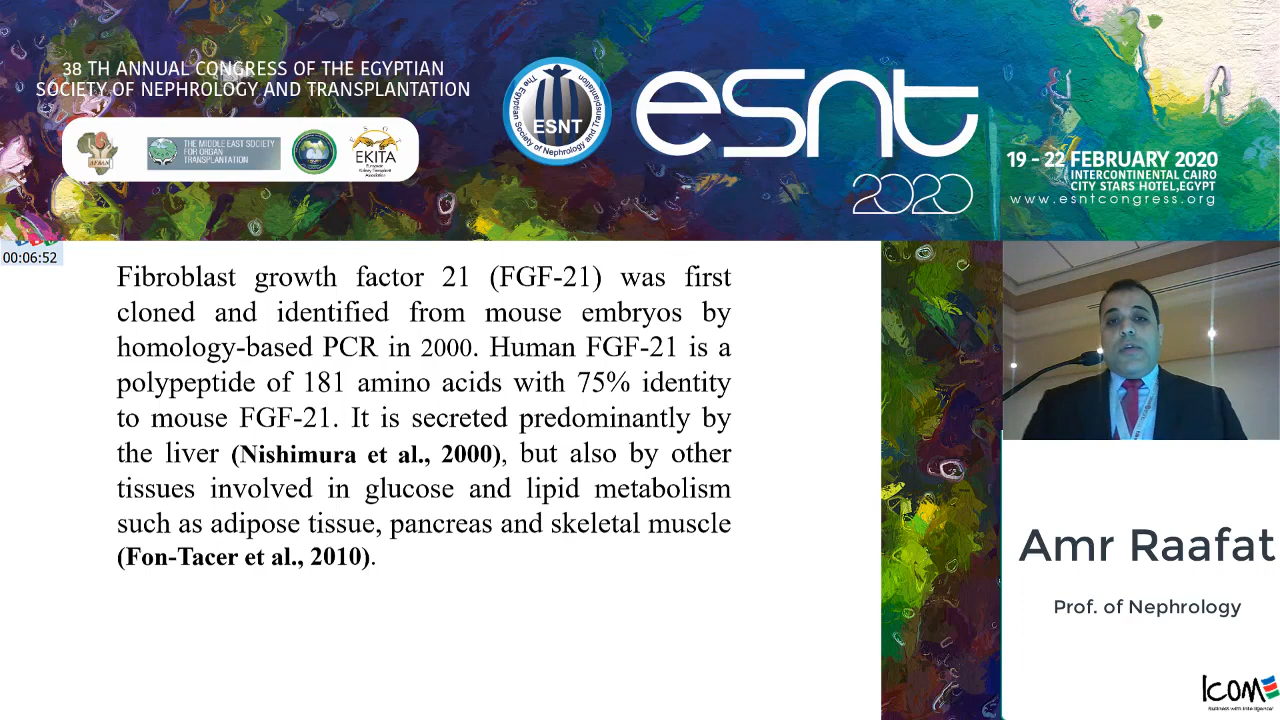 38 TH ANNUAL CONGRESS OF THE EGYPTIAN
SOCIETY OF NEPHROLOGY AND TRANSPLANTATION
AFRAN
THE MIDDLE EAST SOCIETY
FOR ORGAN
TRANSPLANTATION
EKITA
The Egyptian Society of Nephrology and Transplantation
ESNT
esnt
2020
19 - 22 FEBRUARY 2020
INTERCONTINENTAL CAIRO
CITY STARS HOTEL,EGYPT
www.esntcongress.org
00:06:52
Fibroblast growth factor 21 (FGF-21) was first
cloned and identified from mouse embryos by
homology-based PCR in 2000. Human FGF-21 is a
polypeptide of 181 amino acids with 75% identity
to mouse FGF-21. It is secreted predominantly by
the liver (Nishimura et al., 2000), but also by other
tissues involved in glucose and lipid metabolism
such as adipose tissue, pancreas and skeletal muscle
(Fon-Tacer et al., 2010).
Amr Raafat
Prof. of Nephrology
ICOME